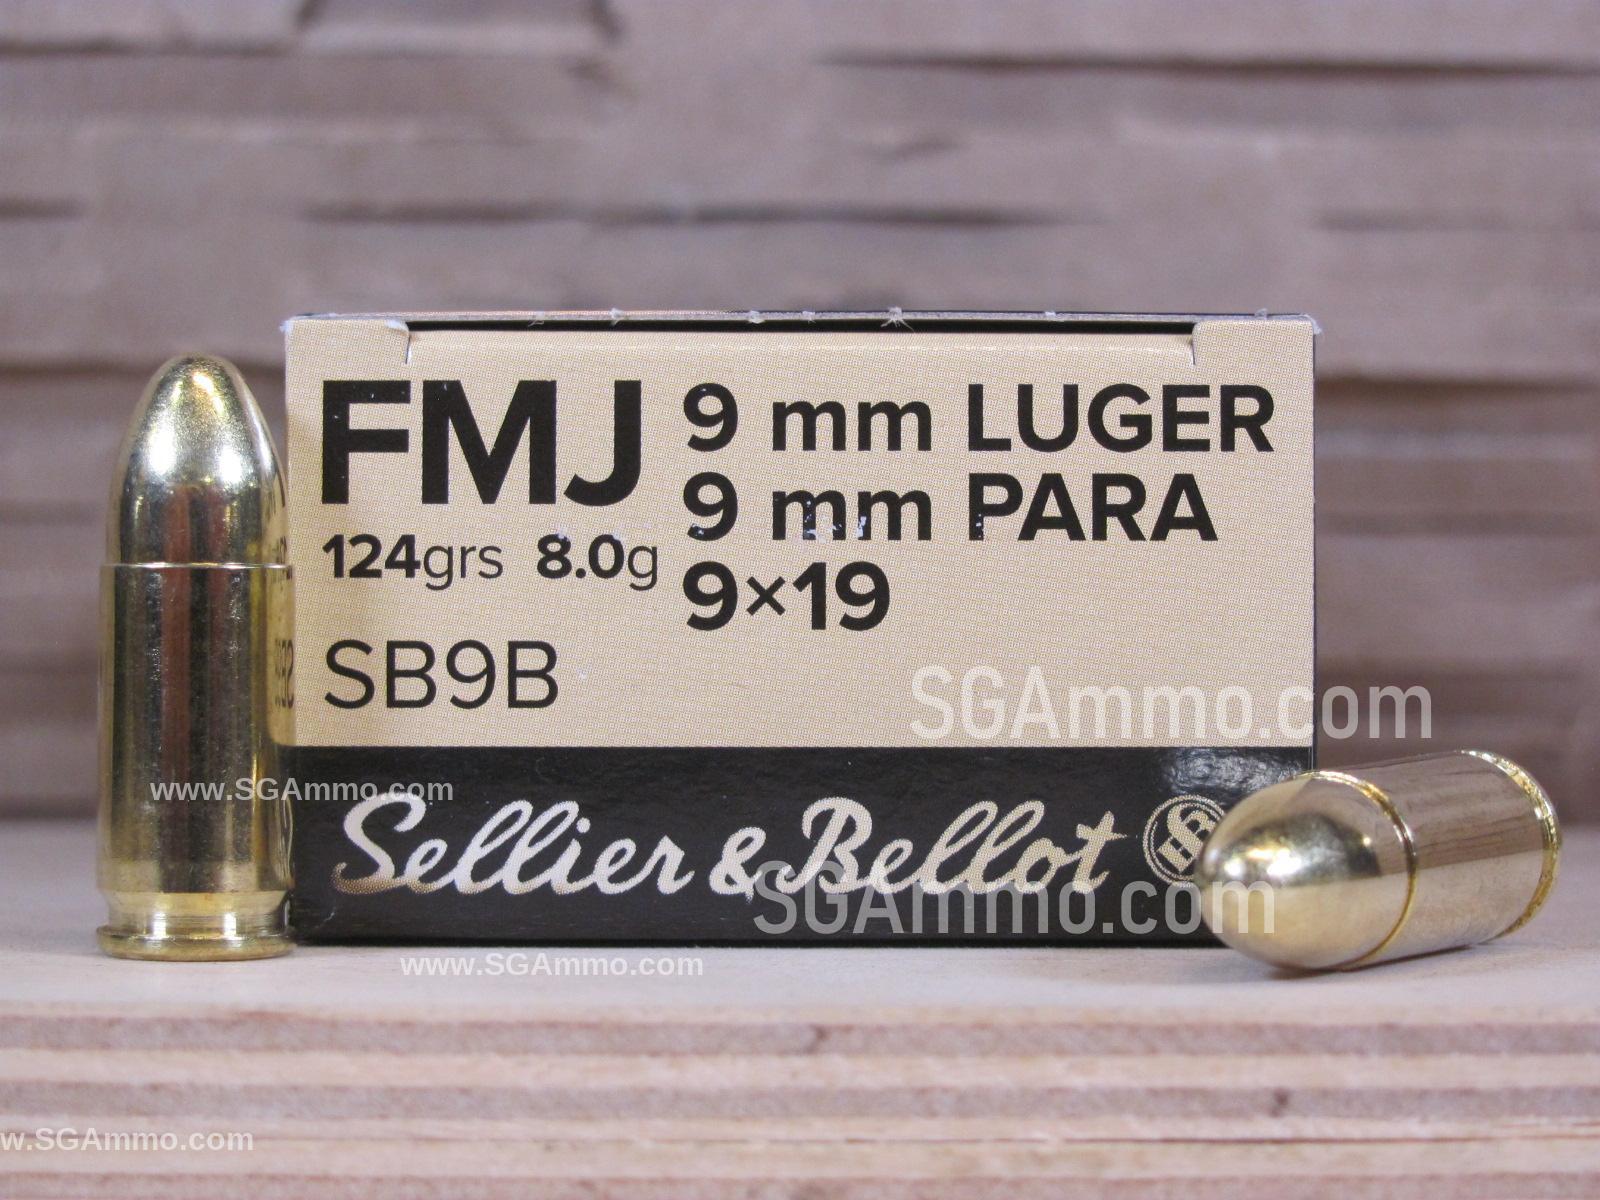 FMJ
124grs 8.0g
SB9B
9 mm LUGER
9 mm PARA
9×19
SGAmmo.com
www.SGAmmo.com
Sellier & Bellot
SGAmmo.com
www.SGAmmo.com
w.SGAmmo.com